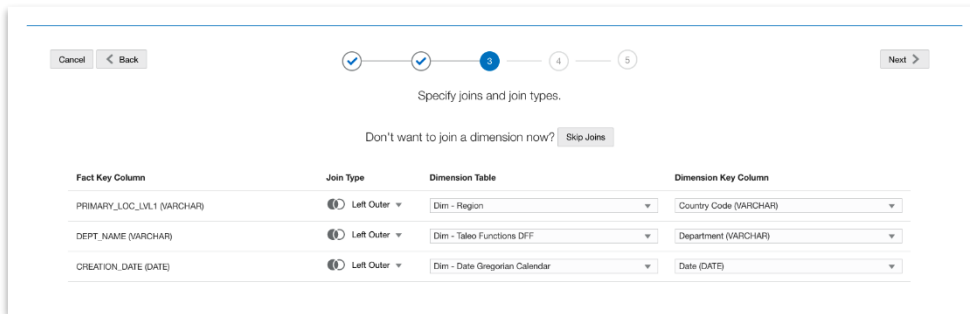 Cancel Back 3 4 5 Next
Specify joins and join types.
Don't want to join a dimension now? Skip Joins
Fact Key Column Join Type Dimension Table Dimension Key Column
PRIMARY_LOC_LVL1 (VARCHAR) Left Outer Dim - Region Country Code (VARCHAR)
DEPT_NAME (VARCHAR) Left Outer Dim - Taleo Functions DFF Department (VARCHAR)
CREATION_DATE (DATE) Left Outer Dim - Date Gregorian Calendar Date (DATE)